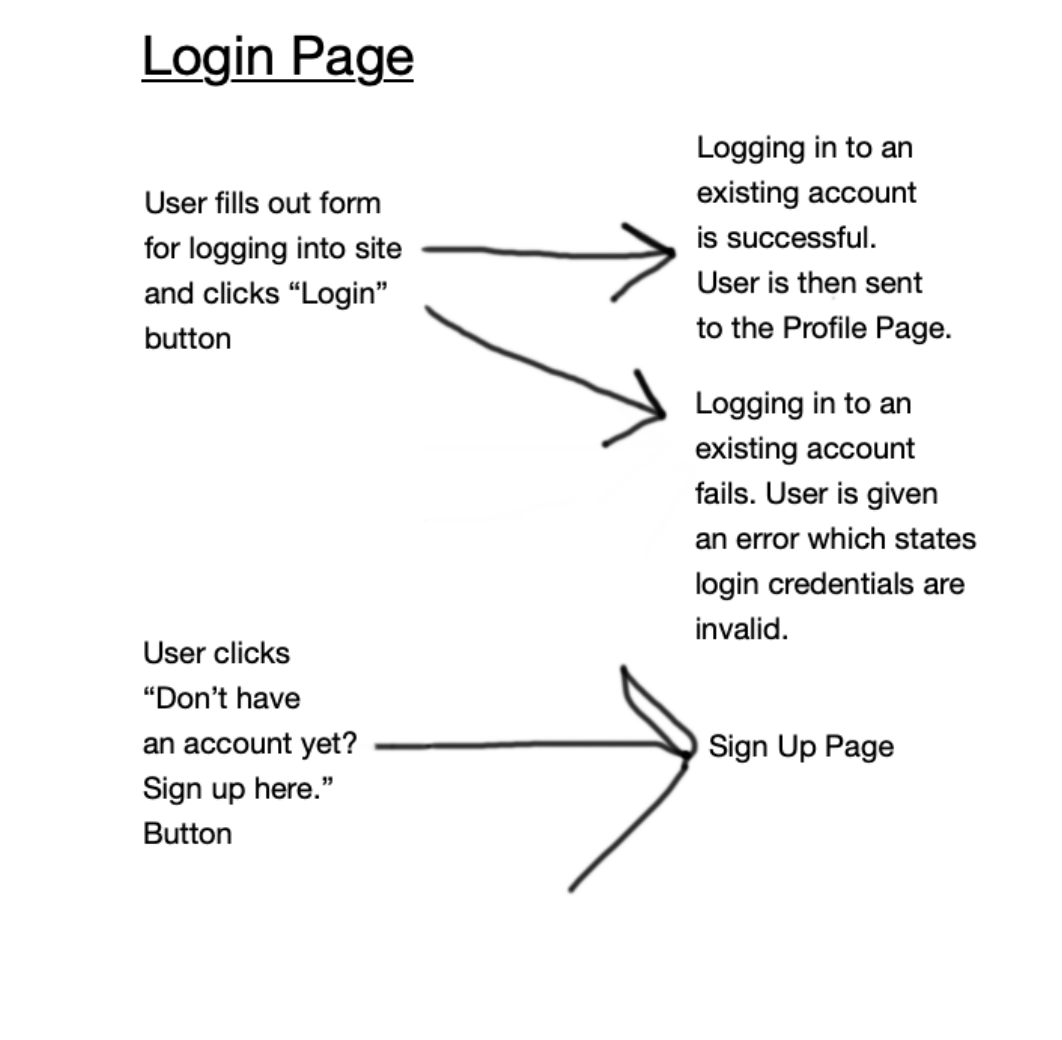 Login Page
User fills out form
for logging into site
and clicks “Login”
button
Logging in to an
existing account
is successful.
User is then sent
to the Profile Page.
Logging in to an
existing account
fails. User is given
an error which states
login credentials are
invalid.
User clicks
“Don’t have
an account yet?
Sign up here.”
Button
Sign Up Page